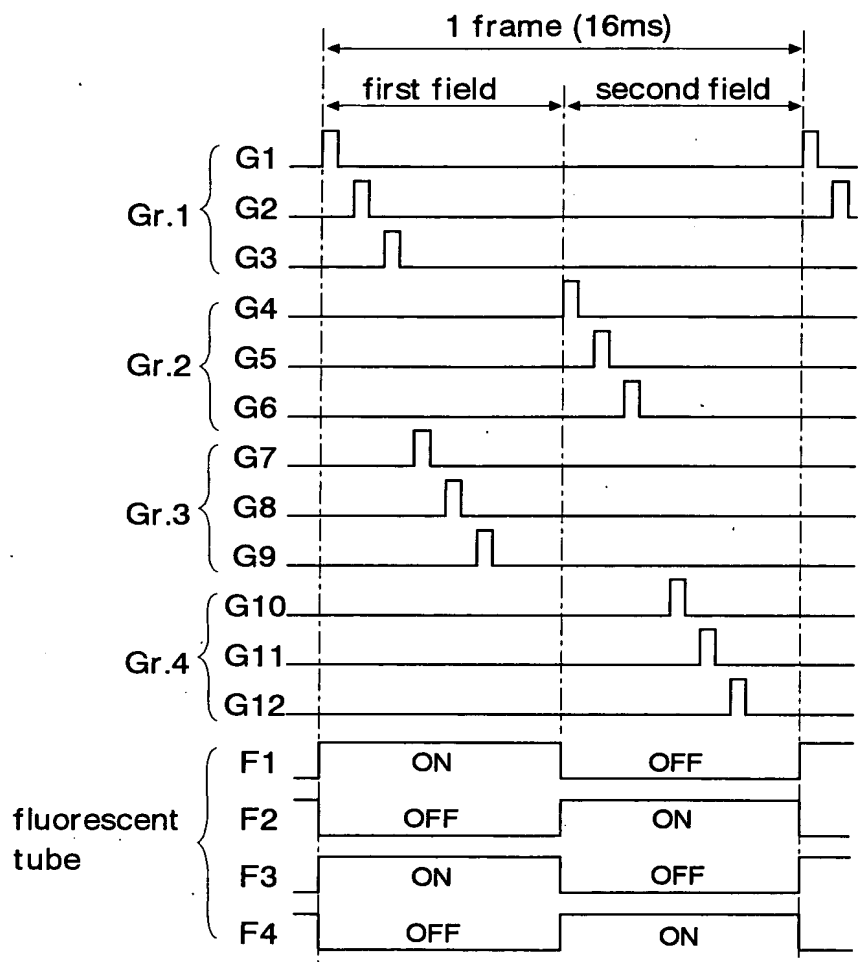 1 frame (16ms)
first field
second field
Gr.1
G1
G2
G3
Gr.2
G4
G5
G6
Gr.3
G7
G8
G9
Gr.4
G10
G11
G12
fluorescent
tube
F1 ON OFF
F2 OFF ON
F3 ON OFF
F4 OFF ON